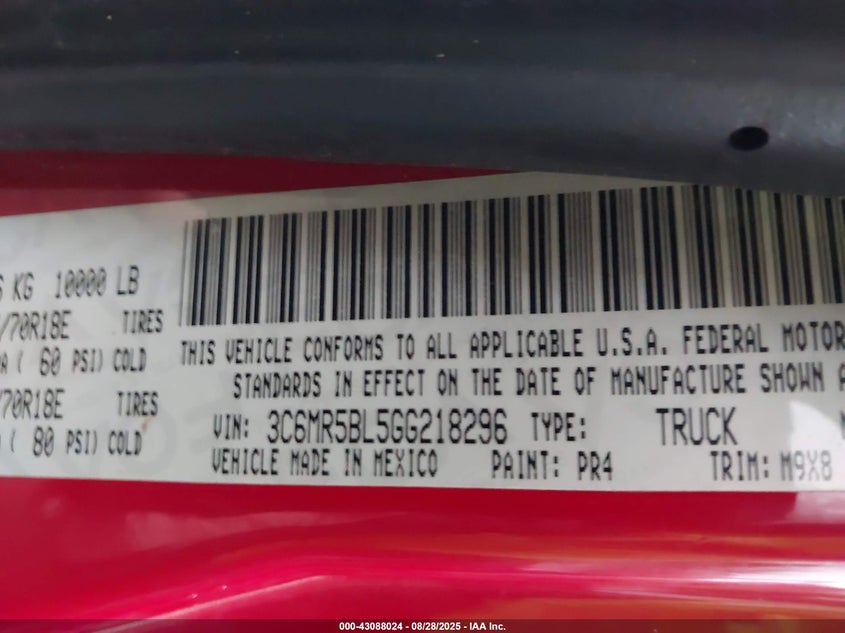 KG 10000 LB
/70R18E TIRES
( 60 PSI) COLD
/70R18E TIRES
( 80 PSI) COLD
THIS VEHICLE CONFORMS TO ALL APPLICABLE U.S.A. FEDERAL MOTOR
STANDARDS IN EFFECT ON THE DATE OF MANUFACTURE SHOWN A
VIN: 3C6MR5BL5GG218296 TYPE: TRUCK
VEHICLE MADE IN MEXICO PAINT: PR4 TRIM: M9X8
000-43088024 - 08/28/2025 - IAA Inc.